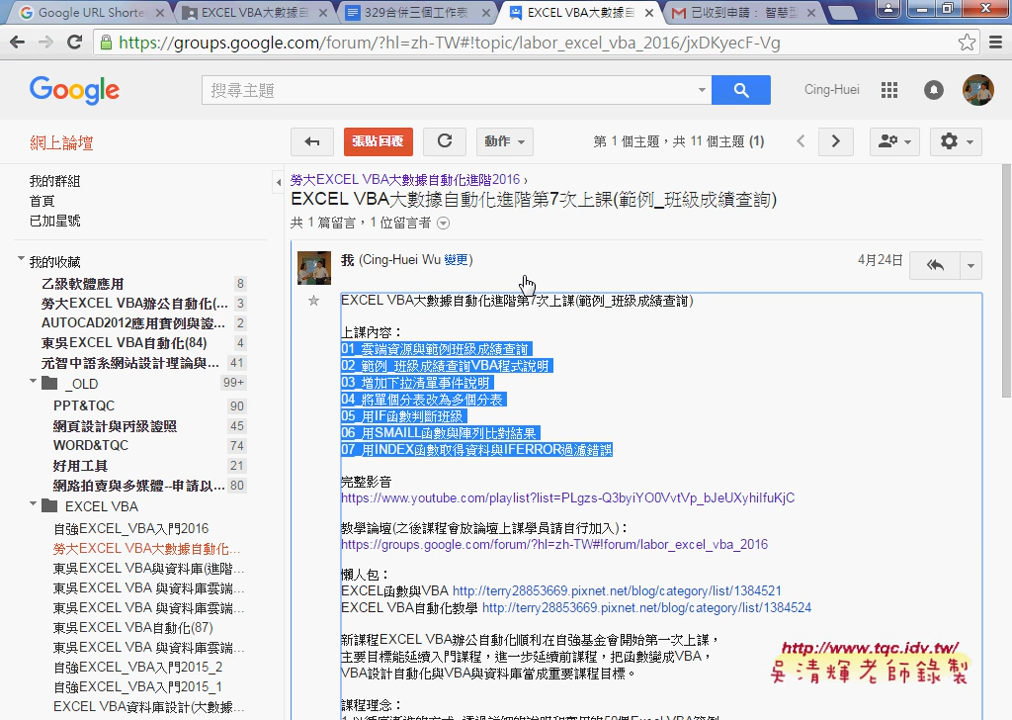 Google URL Shorte
EXCEL VBA大數據自
329合併三個工作表
EXCEL VBA大數據自
已收到申請： 智慧
https://groups.google.com/forum/?hl=zh-TW#!topic/labor_excel_vba_2016/jxDKyecF-Vg
Google
搜尋主題
Cing-Huei
網上論壇
張貼回覆
動作
第 1 個主題，共 11 個主題 (1)
我的群組
首頁
已加星號
我的收藏
乙級軟體應用 8
勞大EXCEL VBA辦公自動化(... 3
AUTOCAD2012應用實例與證... 2
東吳EXCEL VBA自動化(84) 4
元智中語系網站設計理論與... 41
_OLD 99+
PPT&TQC 90
網頁設計與丙級證照 45
WORD&TQC 74
好用工具 21
網路拍賣與多媒體--申請以... 80
EXCEL VBA
自強EXCEL_VBA入門2016
勞大EXCEL VBA大數據自動化...
東吳EXCEL VBA與資料庫(進階...
東吳EXCEL VBA 與資料庫雲端...
東吳EXCEL VBA 與資料庫雲端...
東吳EXCEL VBA 與資料庫雲端...
東吳EXCEL VBA自動化(87)
東吳EXCEL VBA 與資料庫雲端...
自強EXCEL VBA入門2015_2
自強EXCEL VBA入門2015_1
EXCEL VBA資料庫設計(大數據...
勞大EXCEL VBA大數據自動化進階2016 ›
EXCEL VBA大數據自動化進階第7次上課(範例_班級成績查詢)
共 1 篇留言，1 位留言者
我 (Cing-Huei Wu 變更)
4月24日
EXCEL VBA大數據自動化進階第7次上課(範例_班級成績查詢)
上課內容：
01_雲端資源與範例班級成績查詢
02_範例_班級成績查詢VBA程式說明
03_增加下拉清單事件說明
04_將單個分表改為多個分表
05_用IF函數判斷班級
06_用SMAILL函數與陣列比對結果
07_用INDEX函數取得資料與IFERROR過濾錯誤
完整影音
https://www.youtube.com/playlist?list=PLgzs-Q3byiYO0VvtVp_bJeUXyhiIfuKjC
教學論壇(之後課程會放論壇上課學員請自行加入)：
https://groups.google.com/forum/?hl=zh-TW#!forum/labor_excel_vba_2016
懶人包：
EXCEL函數與VBA http://terry28853669.pixnet.net/blog/category/list/1384521
EXCEL VBA自動化教學 http://terry28853669.pixnet.net/blog/category/list/1384524
新課程EXCEL VBA辦公自動化順利在自強基金會開始第一次上課，
主要目標能延續入門課程，進一步延續前課程，把函數變成VBA，
VBA設計自動化與VBA與資料庫當成重要課程目標。
課程理念：
http://www.tqc.idv.tw/
吳清輝老師錄製